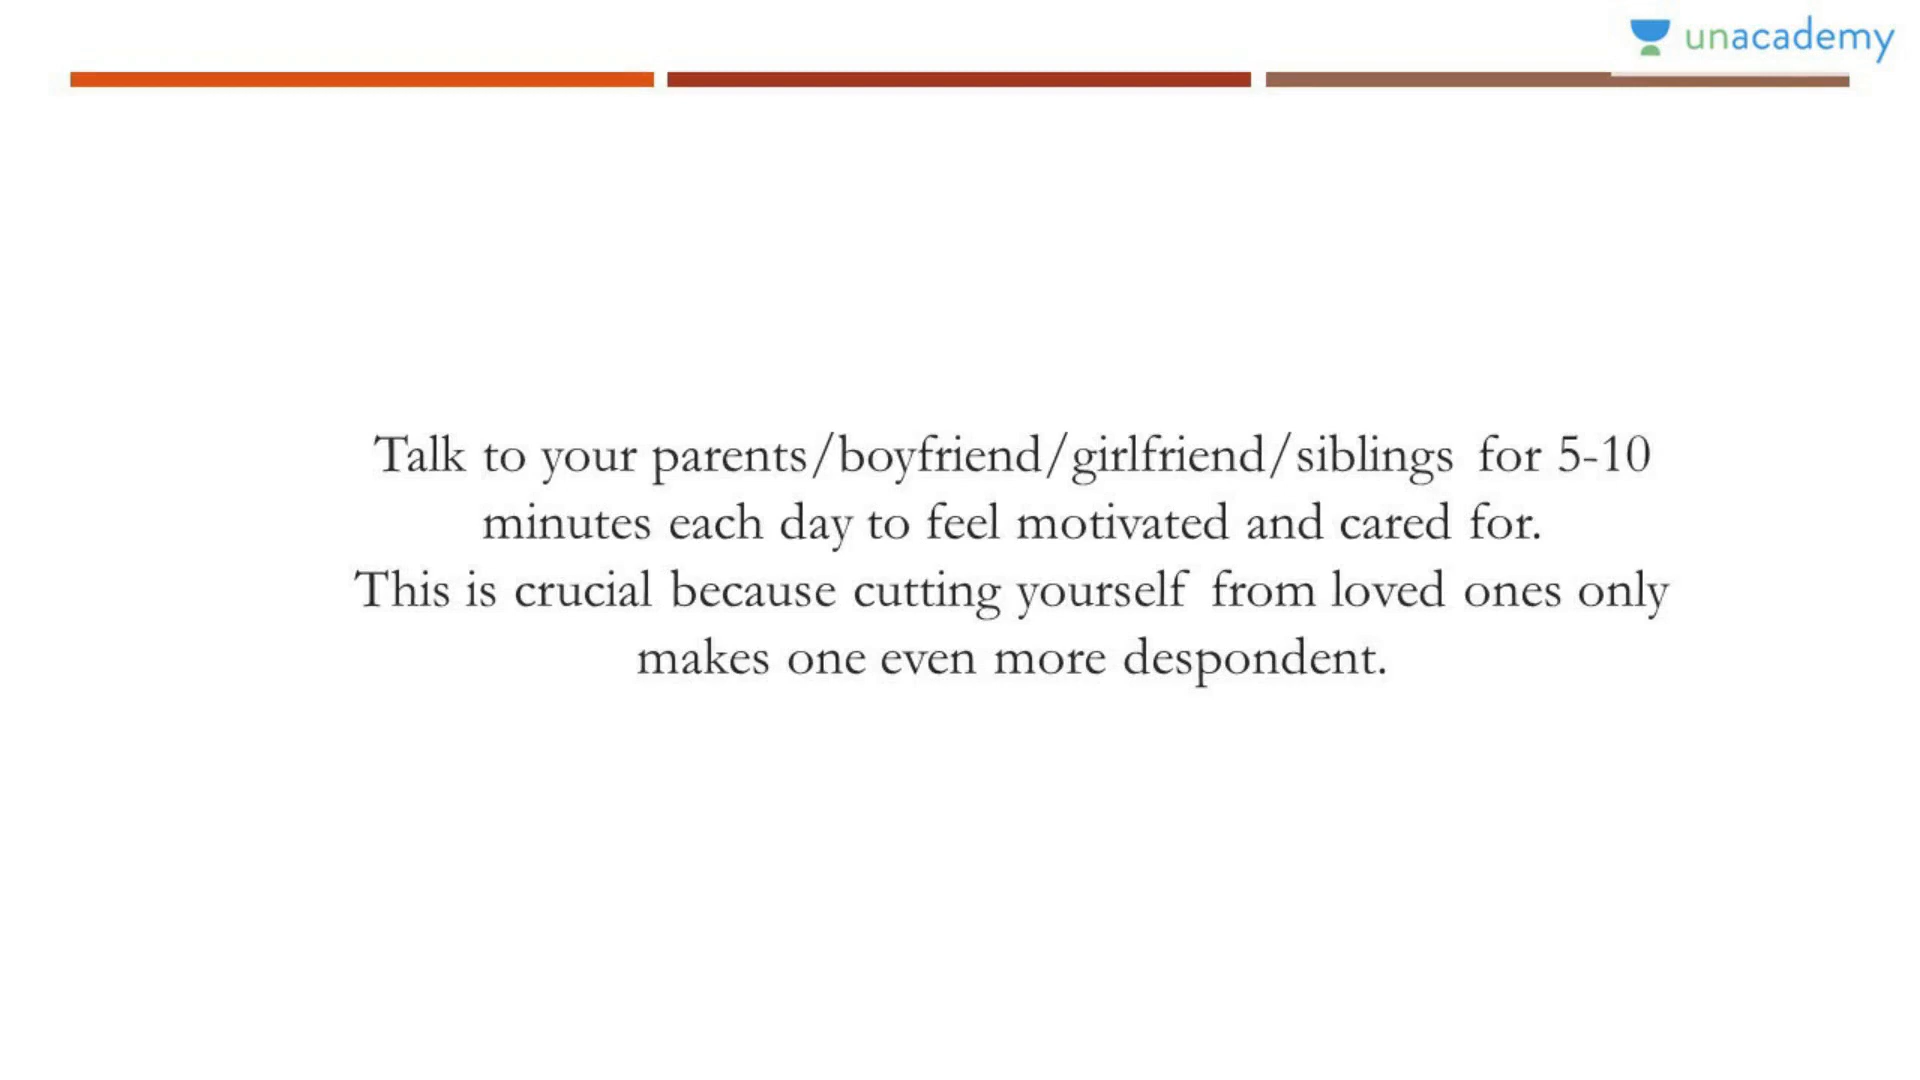 unacademy
Talk to your parents/boyfriend/girlfriend/siblings for 5-10
minutes each day to feel motivated and cared for.
This is crucial because cutting yourself from loved ones only
makes one even more despondent.